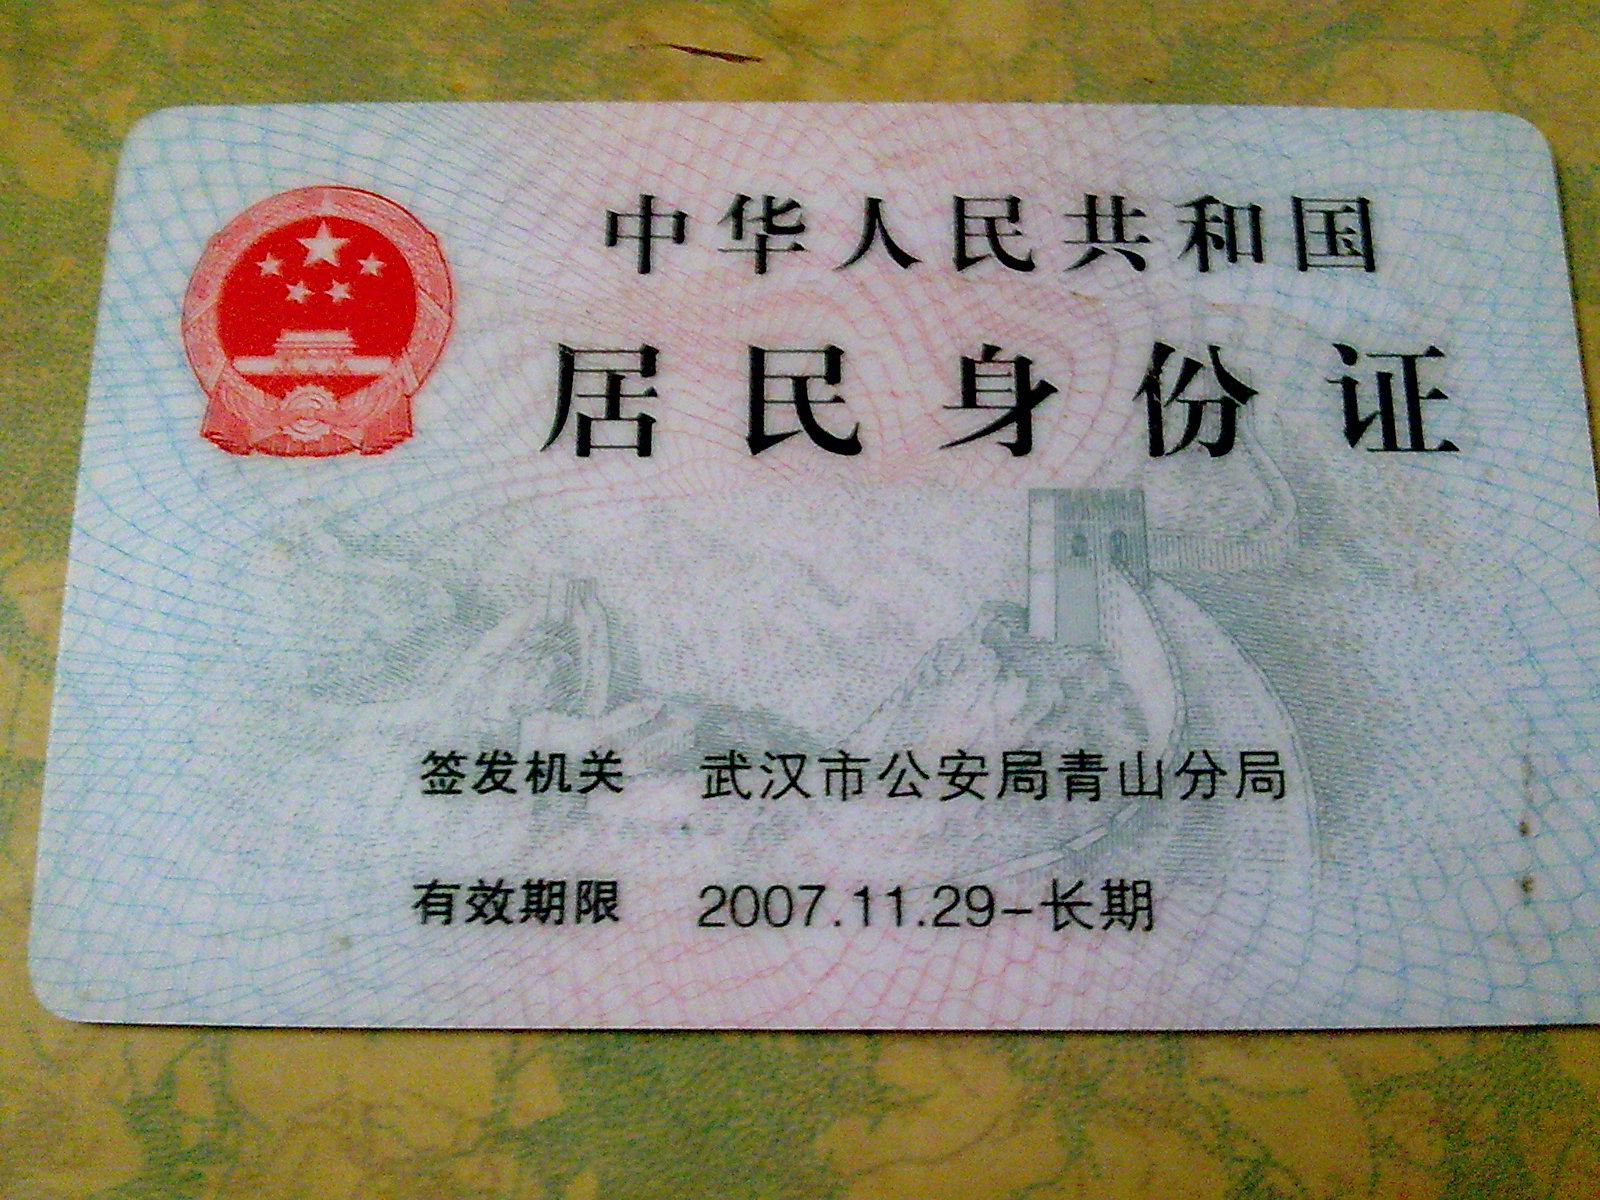 中华人民共和国
居民身份证
签发机关 武汉市公安局青山分局
有效期限 2007.11.29-长期